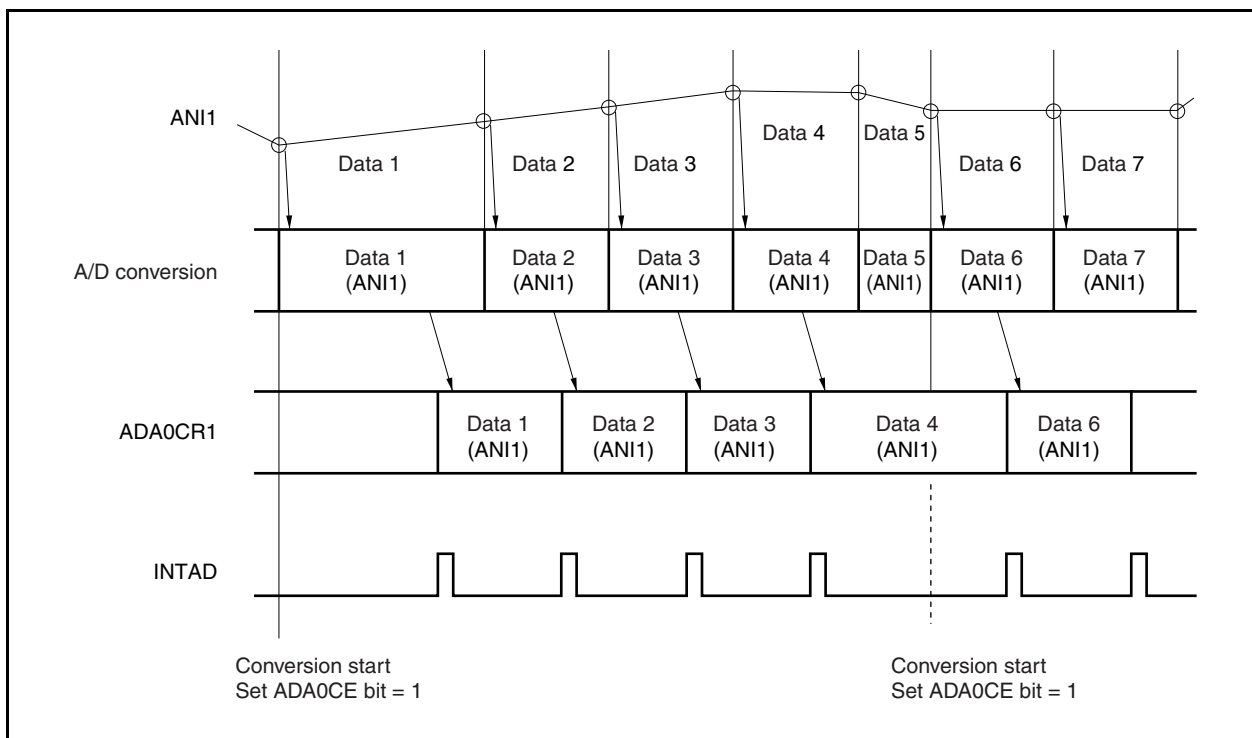 ANI1
Data 1
Data 2
Data 3
Data 4
Data 5
Data 6
Data 7
A/D conversion
Data 1
(ANI1)
Data 2
(ANI1)
Data 3
(ANI1)
Data 4
(ANI1)
Data 5
(ANI1)
Data 6
(ANI1)
Data 7
(ANI1)
ADA0CR1
Data 1
(ANI1)
Data 2
(ANI1)
Data 3
(ANI1)
Data 4
(ANI1)
Data 6
(ANI1)
INTAD
Conversion start
Set ADA0CE bit = 1
Conversion start
Set ADA0CE bit = 1